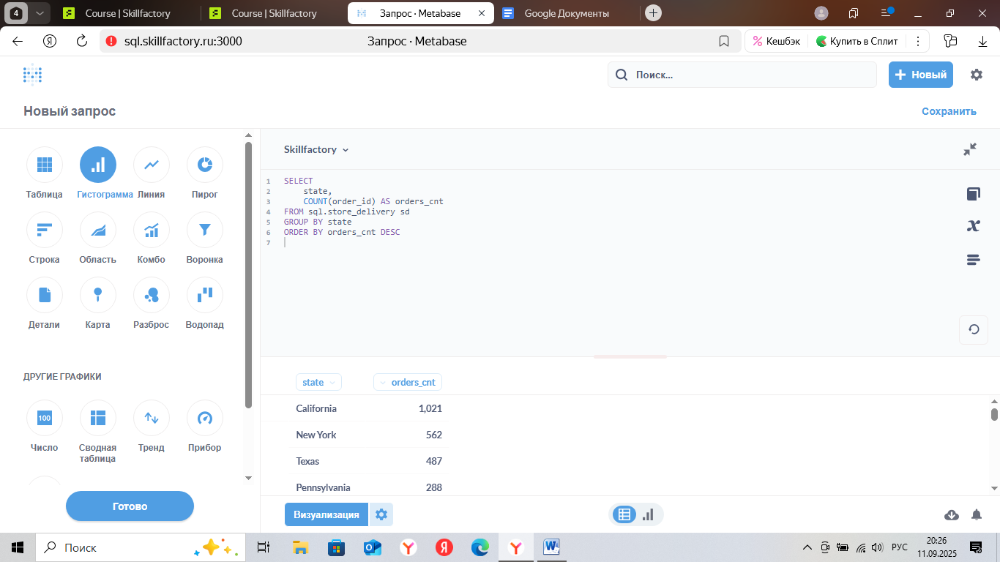 4
Course | Skillfactory
Course | Skillfactory
Запрос · Metabase
Google Документы
sql.skillfactory.ru:3000
Запрос · Metabase
Кешбэк
Купить в Сплит
Поиск...
Новый
Новый запрос
Сохранить
Таблица
Гистограмма
Линия
Пирог
Строка
Область
Комбо
Воронка
Детали
Карта
Разброс
Водопад
ДРУГИЕ ГРАФИКИ
100
Число
Сводная
таблица
Тренд
Прибор
Готово
Skillfactory
1 SELECT
2 state,
3 COUNT(order_id) AS orders_cnt
4 FROM sql.store_delivery sd
5 GROUP BY state
6 ORDER BY orders_cnt DESC
7
state orders_cnt
California 1,021
New York 562
Texas 487
Pennsylvania 288
Визуализация
Поиск
РУС
20:26
11.09.2025